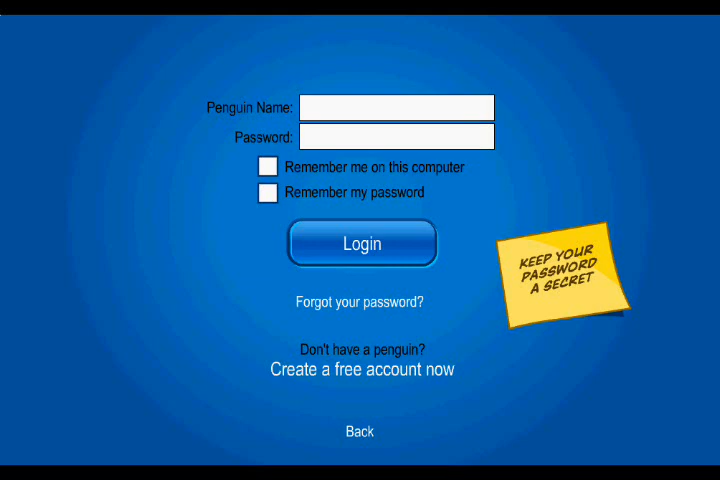 Penguin Name:
Password:
Remember me on this computer
Remember my password
Login
KEEP YOUR
PASSWORD
A SECRET
Forgot your password?
Don't have a penguin?
Create a free account now
Back